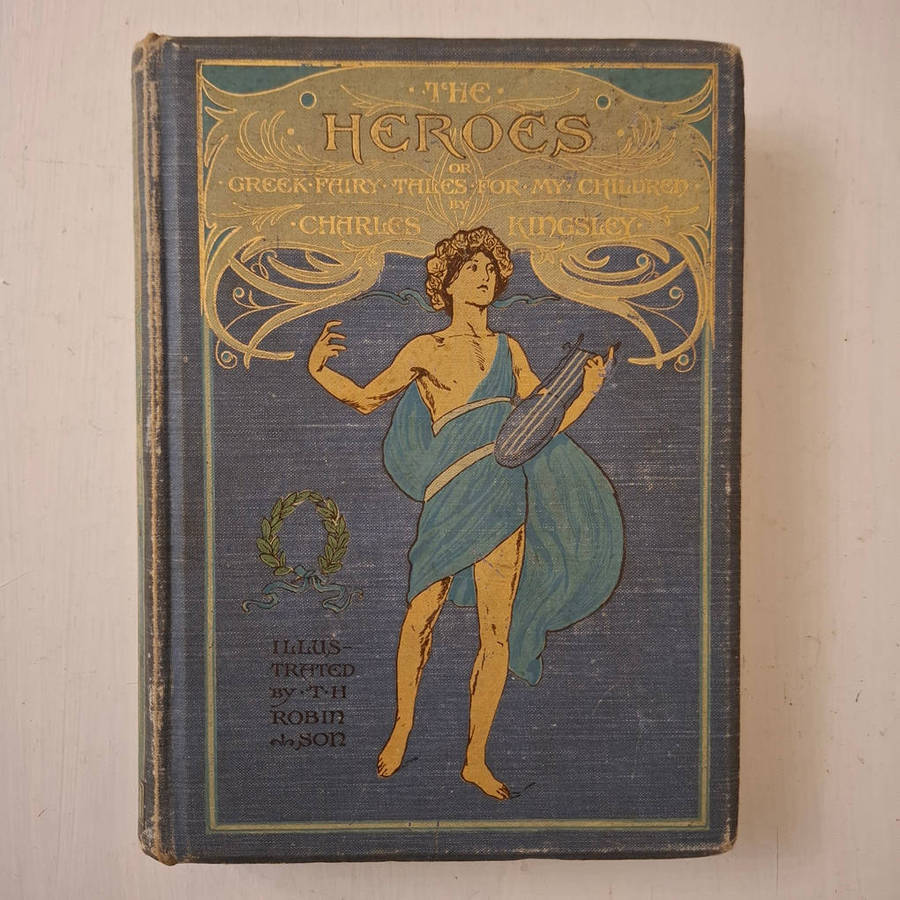 · THE ·
HEROES
OR
· GREEK · FAIRY · TALES · FOR · MY · CHILDREN ·
BY
· CHARLES KINGSLEY ·
ILLUS-
TRATED
BY · T · H
ROBIN
SON